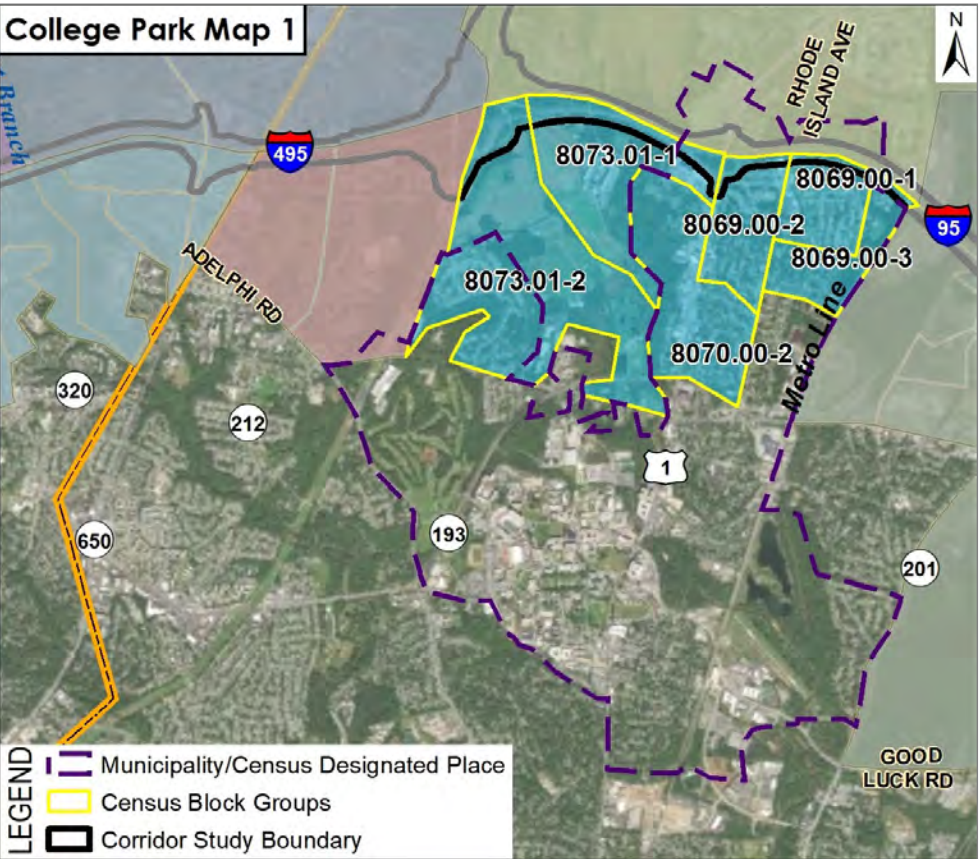 College Park Map 1
N
RHODE
ISLAND AVE
Branch
495
8073.01-1
8069.00-1
8069.00-2
95
8069.00-3
ADELPHI RD
8073.01-2
Metro Line
8070.00-2
320
212
1
650
193
201
GOOD
LUCK RD
LEGEND
Municipality/Census Designated Place
Census Block Groups
Corridor Study Boundary